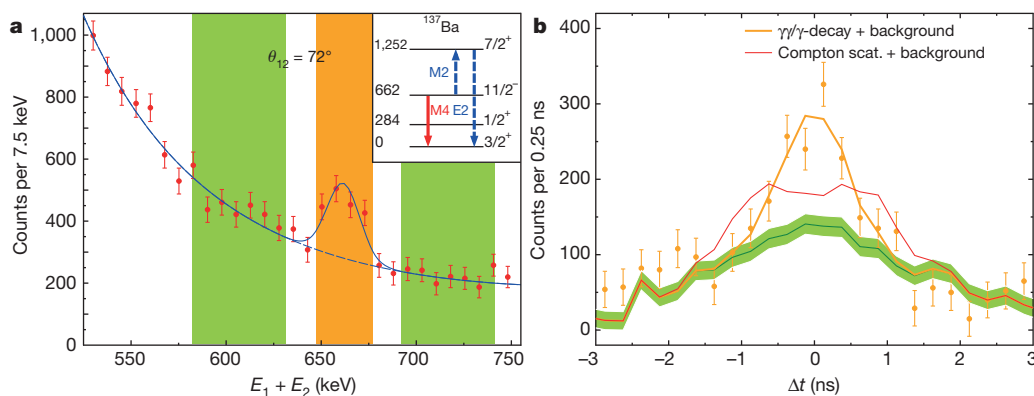 a
Counts per 7.5 keV
1,000
800
600
400
200
0
550
600
650
700
750
E₁ + E₂ (keV)
θ₁₂ = 72°
¹³⁷Ba
1,252 7/2⁺
M2
662 11/2⁻
M4 E2
284 1/2⁺
0 3/2⁺
b
Counts per 0.25 ns
400
300
200
100
0
−3
−2
−1
0
1
2
3
Δt (ns)
γγ/γ-decay + background
Compton scat. + background